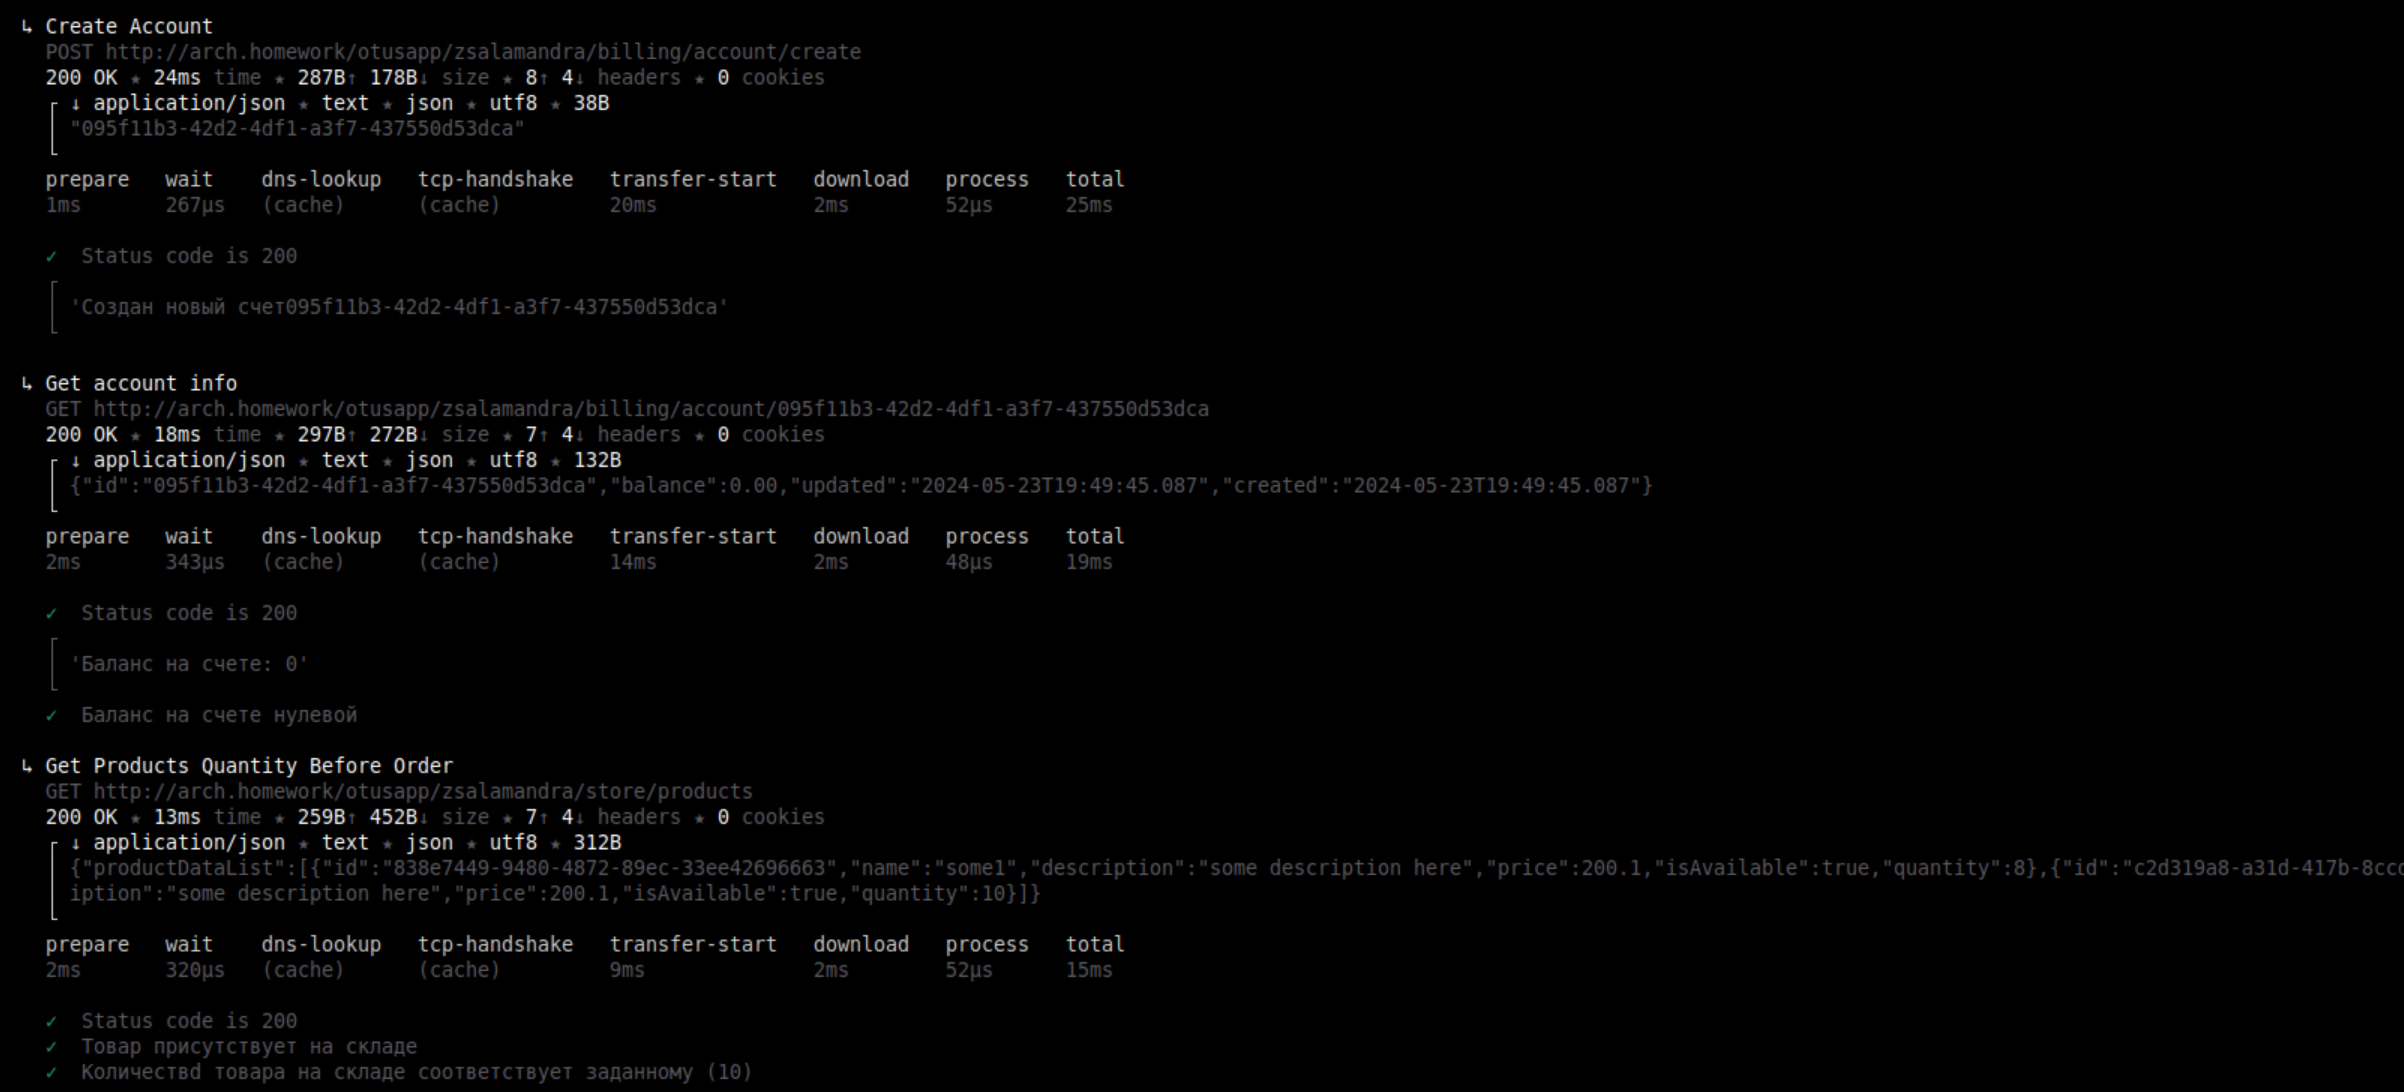 ↳ Create Account
POST http://arch.homework/otusapp/zsalamandra/billing/account/create
200 OK ★ 24ms time ★ 287B↑ 178B↓ size ★ 8↑ 4↓ headers ★ 0 cookies
↓ application/json ★ text ★ json ★ utf8 ★ 38B
"095f11b3-42d2-4df1-a3f7-437550d53dca"
prepare wait dns-lookup tcp-handshake transfer-start download process total
1ms 267µs (cache) (cache) 20ms 2ms 52µs 25ms
✓ Status code is 200
'Создан новый счет095f11b3-42d2-4df1-a3f7-437550d53dca'
↳ Get account info
GET http://arch.homework/otusapp/zsalamandra/billing/account/095f11b3-42d2-4df1-a3f7-437550d53dca
200 OK ★ 18ms time ★ 297B↑ 272B↓ size ★ 7↑ 4↓ headers ★ 0 cookies
↓ application/json ★ text ★ json ★ utf8 ★ 132B
{"id":"095f11b3-42d2-4df1-a3f7-437550d53dca","balance":0.00,"updated":"2024-05-23T19:49:45.087","created":"2024-05-23T19:49:45.087"}
prepare wait dns-lookup tcp-handshake transfer-start download process total
2ms 343µs (cache) (cache) 14ms 2ms 48µs 19ms
✓ Status code is 200
'Баланс на счете: 0'
✓ Баланс на счете нулевой
↳ Get Products Quantity Before Order
GET http://arch.homework/otusapp/zsalamandra/store/products
200 OK ★ 13ms time ★ 259B↑ 452B↓ size ★ 7↑ 4↓ headers ★ 0 cookies
↓ application/json ★ text ★ json ★ utf8 ★ 312B
{"productDataList":[{"id":"838e7449-9480-4872-89ec-33ee42696663","name":"some1","description":"some description here","price":200.1,"isAvailable":true,"quantity":8},{"id":"c2d319a8-a31d-417b-8cc
iption":"some description here","price":200.1,"isAvailable":true,"quantity":10}]}
prepare wait dns-lookup tcp-handshake transfer-start download process total
2ms 320µs (cache) (cache) 9ms 2ms 52µs 15ms
✓ Status code is 200
✓ Товар присутствует на складе
✓ Количествd товара на складе соответствует заданному (10)